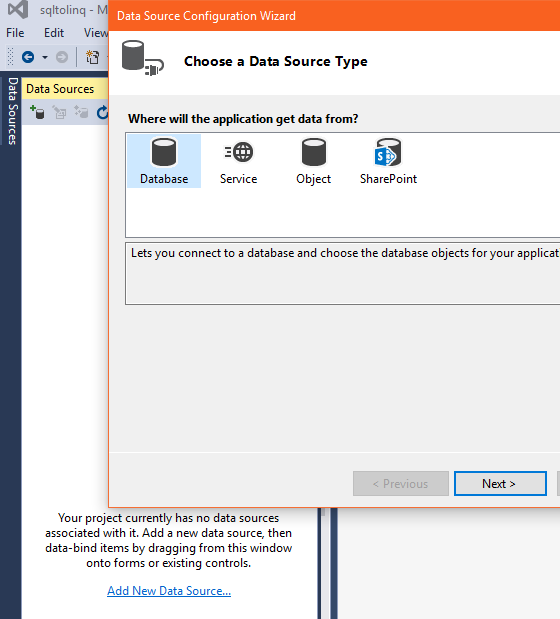 sqltolinq - M
Data Source Configuration Wizard
File Edit View
Choose a Data Source Type
Data Sources
Data Sources
Where will the application get data from?
Database Service Object SharePoint
Lets you connect to a database and choose the database objects for your applicat
< Previous Next >
Your project currently has no data sources
associated with it. Add a new data source, then
data-bind items by dragging from this window
onto forms or existing controls.
Add New Data Source...